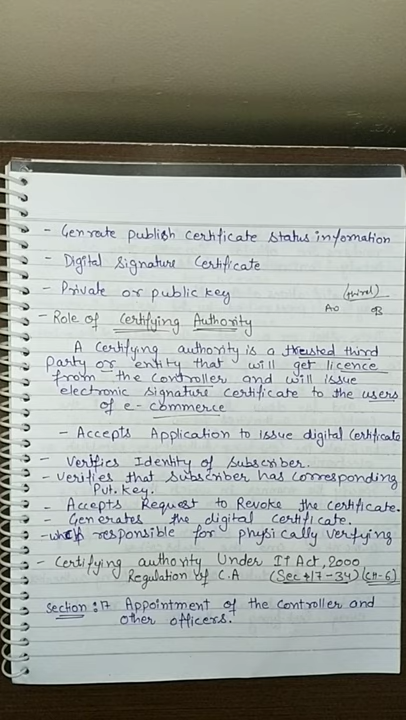 - Genrate publish certificate status information
- Digital Signature Certificate
- Private or public key
(third)
A○ ○B
- Role of Certifying Authority
A Certifying authority is a treusted third
Party or entity that will get licence
from the controller and will issue
electronic signature certificate to the users
of e-commerce
- Accepts Application to issue digital Certificate
- Verifies Identity of Subscriber.
- Verifies that Subscriber has Corresponding
Pvt. key.
- Accepts Request to Revoke the certificate.
- Generates the digital certificate.
- responsible for physically verfying
- Certifying authority Under It Act, 2000
Regulation of C.A (Sec 17-34) (CH-6)
Section: 17 Appointment of the Controller and
other officers.